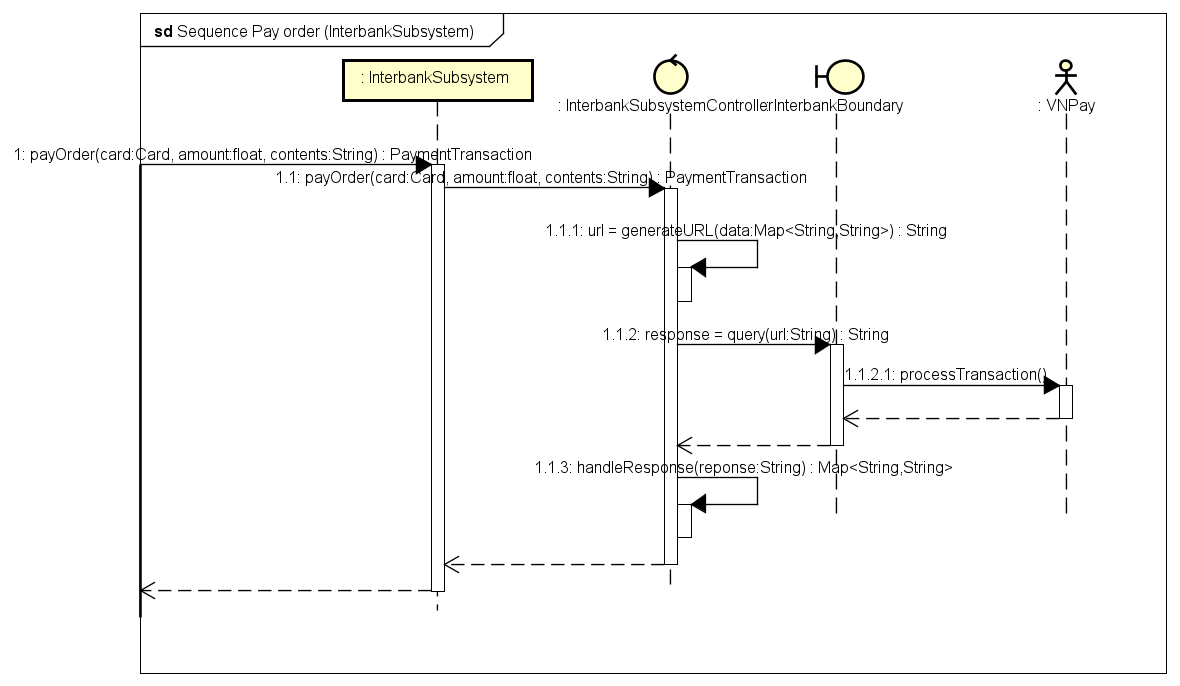 sd Sequence Pay order (InterbankSubsystem)
: InterbankSubsystem
: InterbankSubsystemController
: InterbankBoundary
: VNPay
1: payOrder(card:Card, amount:float, contents:String) : PaymentTransaction
1.1: payOrder(card:Card, amount:float, contents:String) : PaymentTransaction
1.1.1: url = generateURL(data:Map<String,String>) : String
1.1.2: response = query(url:String) : String
1.1.2.1: processTransaction()
1.1.3: handleResponse(reponse:String) : Map<String,String>